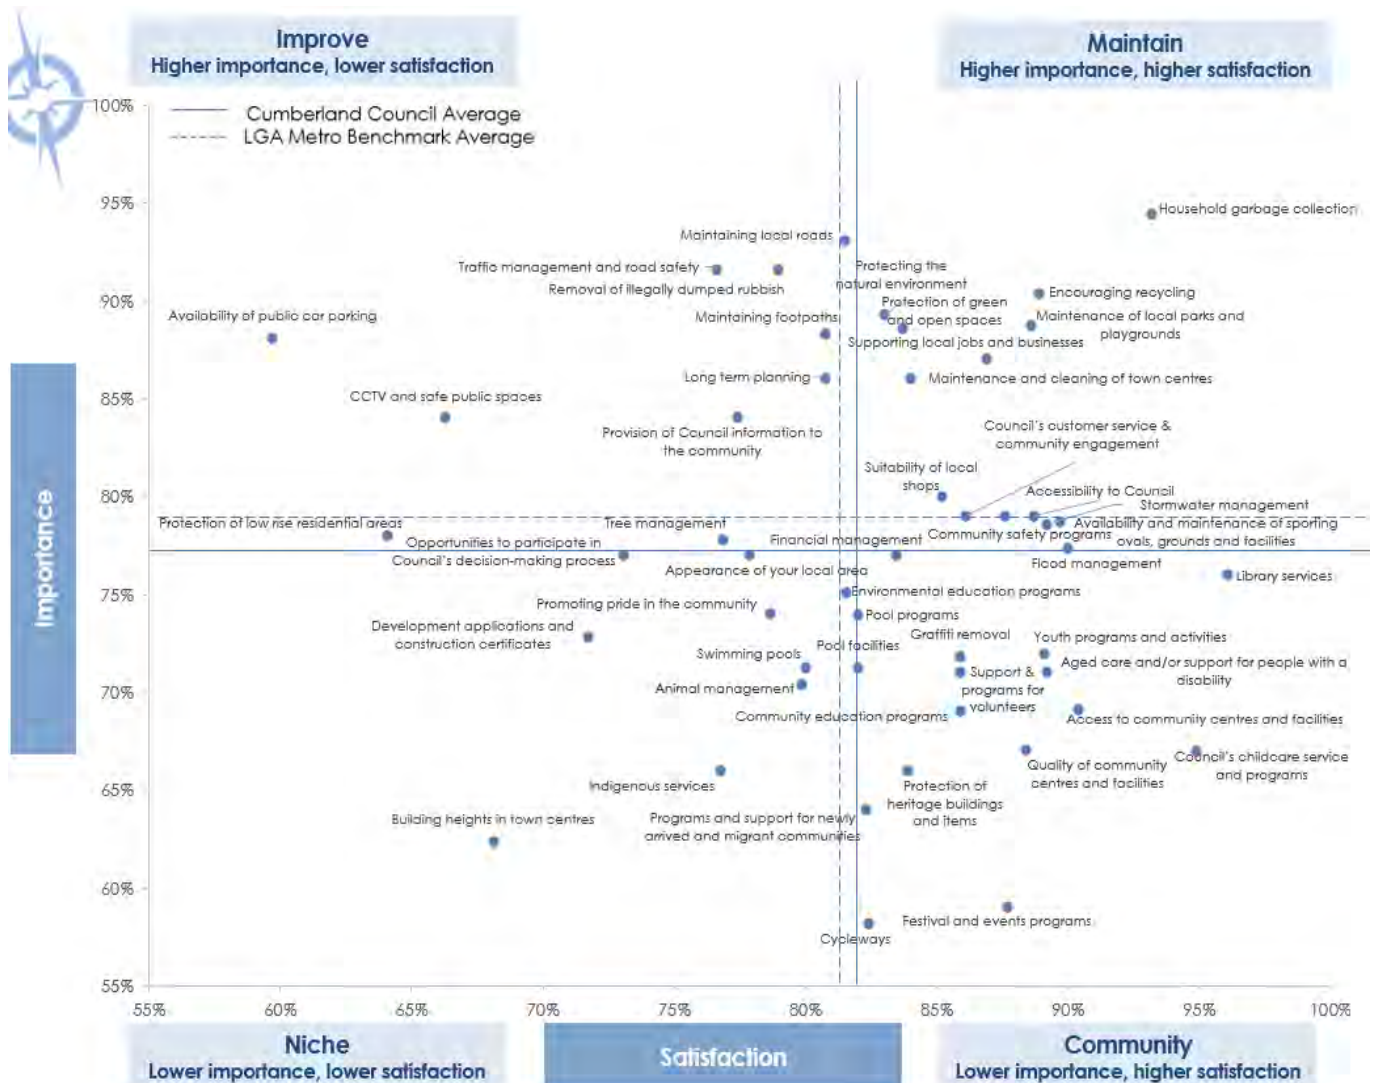 Improve
Higher importance, lower satisfaction
Maintain
Higher importance, higher satisfaction
100%
Cumberland Council Average
LGA Metro Benchmark Average
95%
Household garbage collection
Maintaining local roads
Traffic management and road safety
Protecting the
natural environment
Removal of illegally dumped rubbish
90%
Encouraging recycling
Protection of green
and open spaces
Availability of public car parking
Maintaining footpaths
Maintenance of local parks and
playgrounds
Supporting local jobs and businesses
Long term planning
Maintenance and cleaning of town centres
85%
CCTV and safe public spaces
Provision of Council information to
the community
Council's customer service &
community engagement
Suitability of local
shops
80%
Accessibility to Council
Stormwater management
Protection of low rise residential areas
Tree management
Availability and maintenance of sporting
ovals, grounds and facilities
Community safety programs
Financial management
Opportunities to participate in
Council's decision-making process
Appearance of your local area
Flood management
Library services
75%
Environmental education programs
Promoting pride in the community
Pool programs
Development applications and
construction certificates
Graffiti removal
Youth programs and activities
Pool facilities
Swimming pools
Support &
programs for
volunteers
Aged care and/or support for people with a
disability
70%
Animal management
Community education programs
Access to community centres and facilities
Quality of community
centres and facilities
Council's childcare service
and programs
65%
Indigenous services
Protection of
heritage buildings
and items
Building heights in town centres
Programs and support for newly
arrived and migrant communities
60%
Festival and events programs
Cycleways
55%
Importance
55%
60%
65%
70%
75%
80%
85%
90%
95%
100%
Niche
Lower importance, lower satisfaction
Satisfaction
Community
Lower importance, higher satisfaction